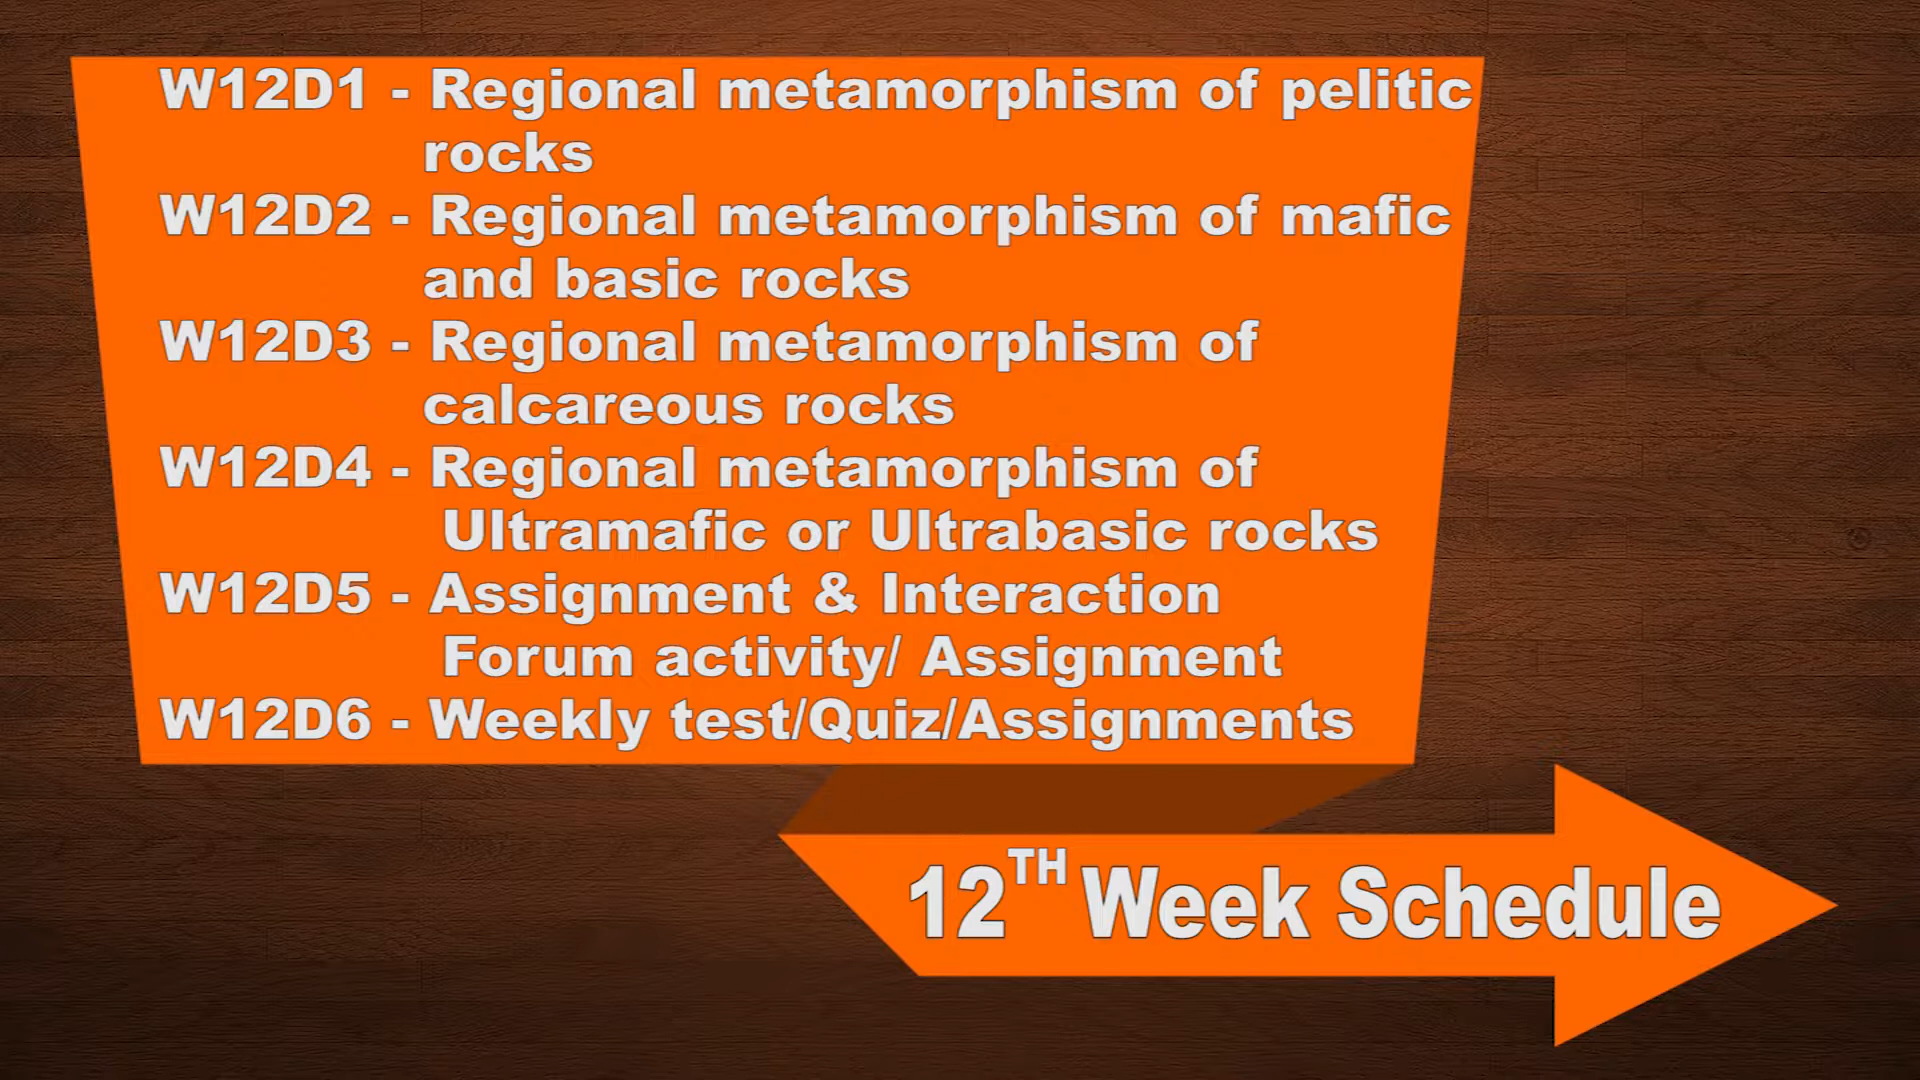 W12D1 - Regional metamorphism of pelitic
rocks
W12D2 - Regional metamorphism of mafic
and basic rocks
W12D3 - Regional metamorphism of
calcareous rocks
W12D4 - Regional metamorphism of
Ultramafic or Ultrabasic rocks
W12D5 - Assignment & Interaction
Forum activity/ Assignment
W12D6 - Weekly test/Quiz/Assignments
12TH Week Schedule